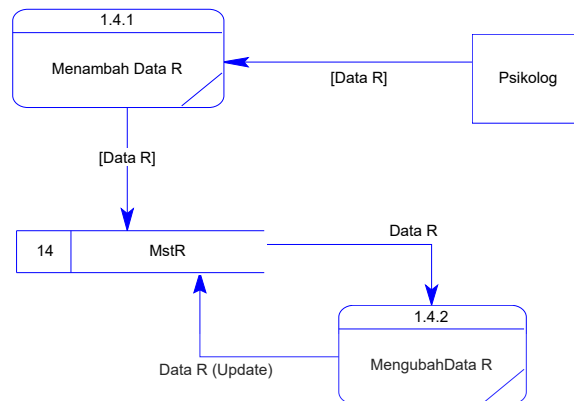 1.4.1
Menambah Data R
[Data R]
Psikolog
[Data R]
14
MstR
Data R
1.4.2
MengubahData R
Data R (Update)